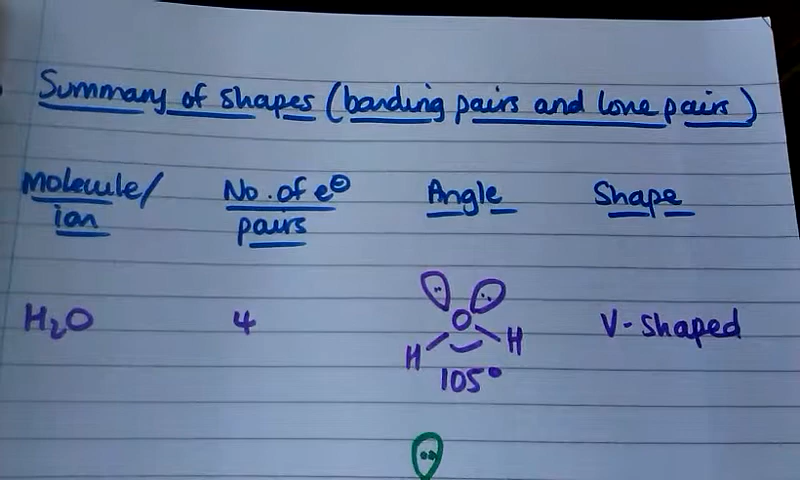 Summary of shapes (bonding pairs and lone pairs)
Molecule/ion No. of e⊖ pairs Angle Shape
H₂O 4 O H H 105° V-shaped